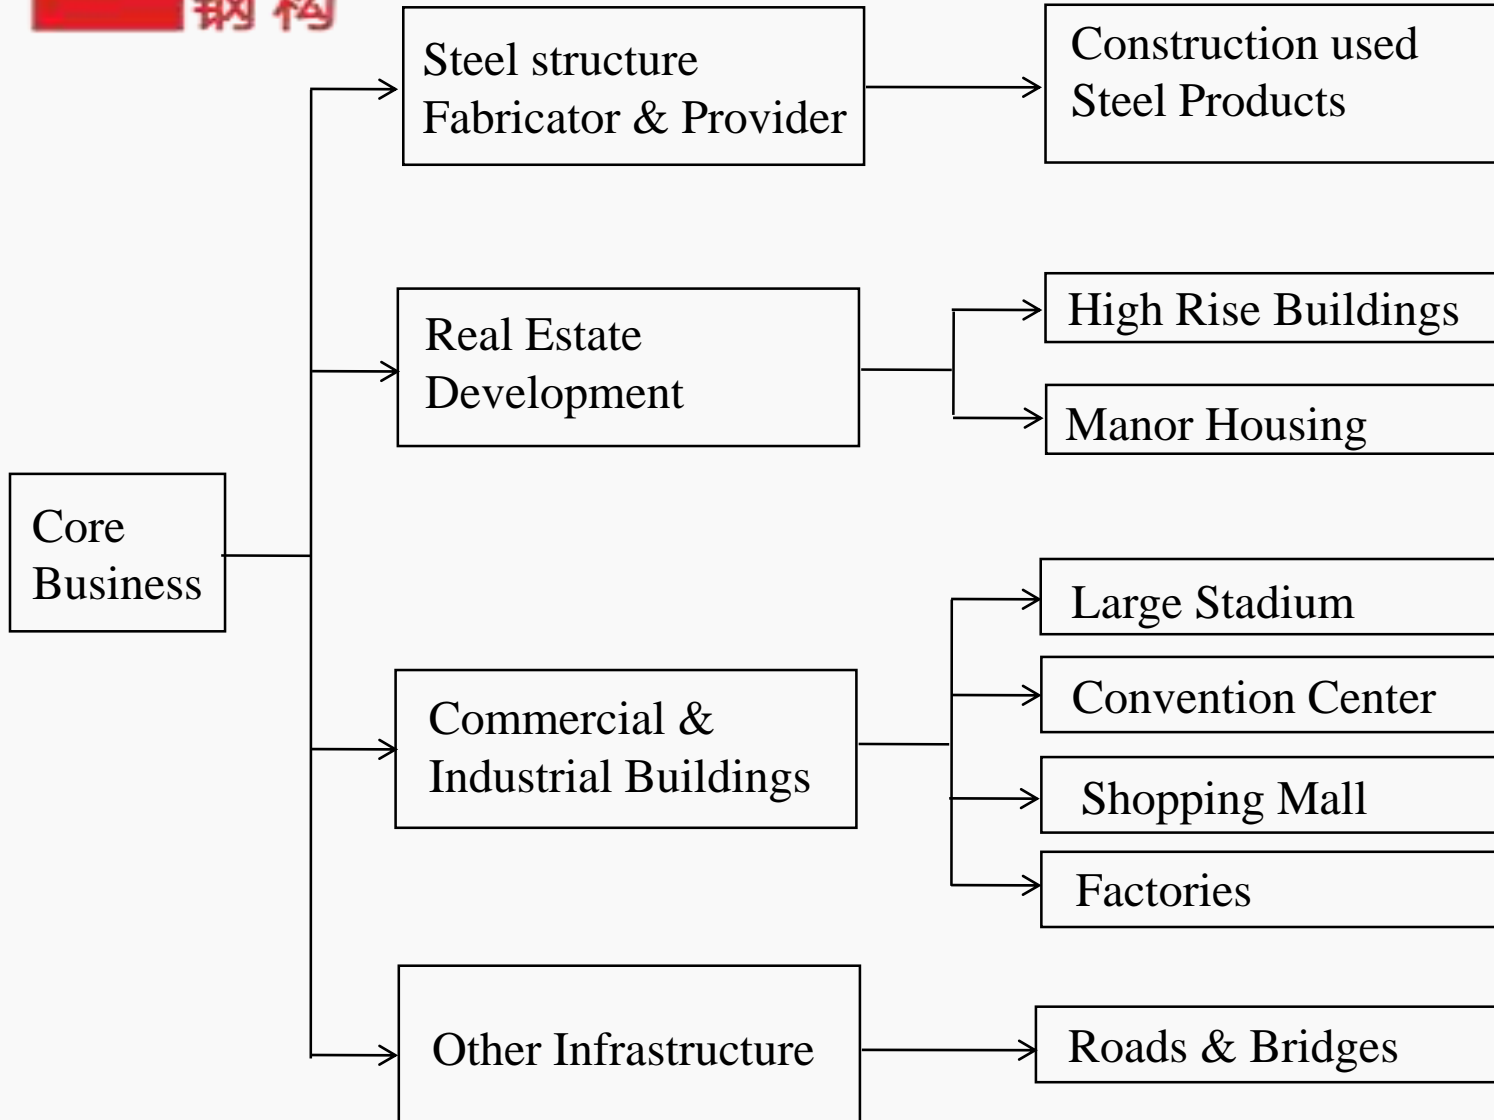 钢构
Steel structure
Fabricator & Provider
Construction used
Steel Products
Real Estate
Development
High Rise Buildings
Manor Housing
Core
Business
Commercial &
Industrial Buildings
Large Stadium
Convention Center
Shopping Mall
Factories
Other Infrastructure
Roads & Bridges